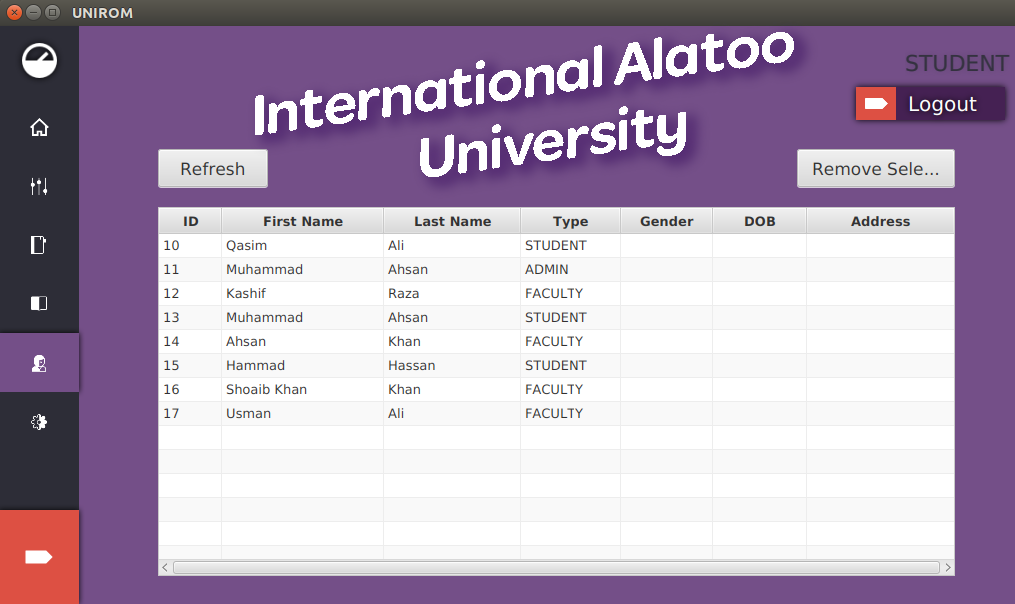 UNIROM
International Alatoo
University
STUDENT
Logout
Refresh
Remove Sele...
ID First Name Last Name Type Gender DOB Address
10 Qasim Ali STUDENT
11 Muhammad Ahsan ADMIN
12 Kashif Raza FACULTY
13 Muhammad Ahsan STUDENT
14 Ahsan Khan FACULTY
15 Hammad Hassan STUDENT
16 Shoaib Khan Khan FACULTY
17 Usman Ali FACULTY